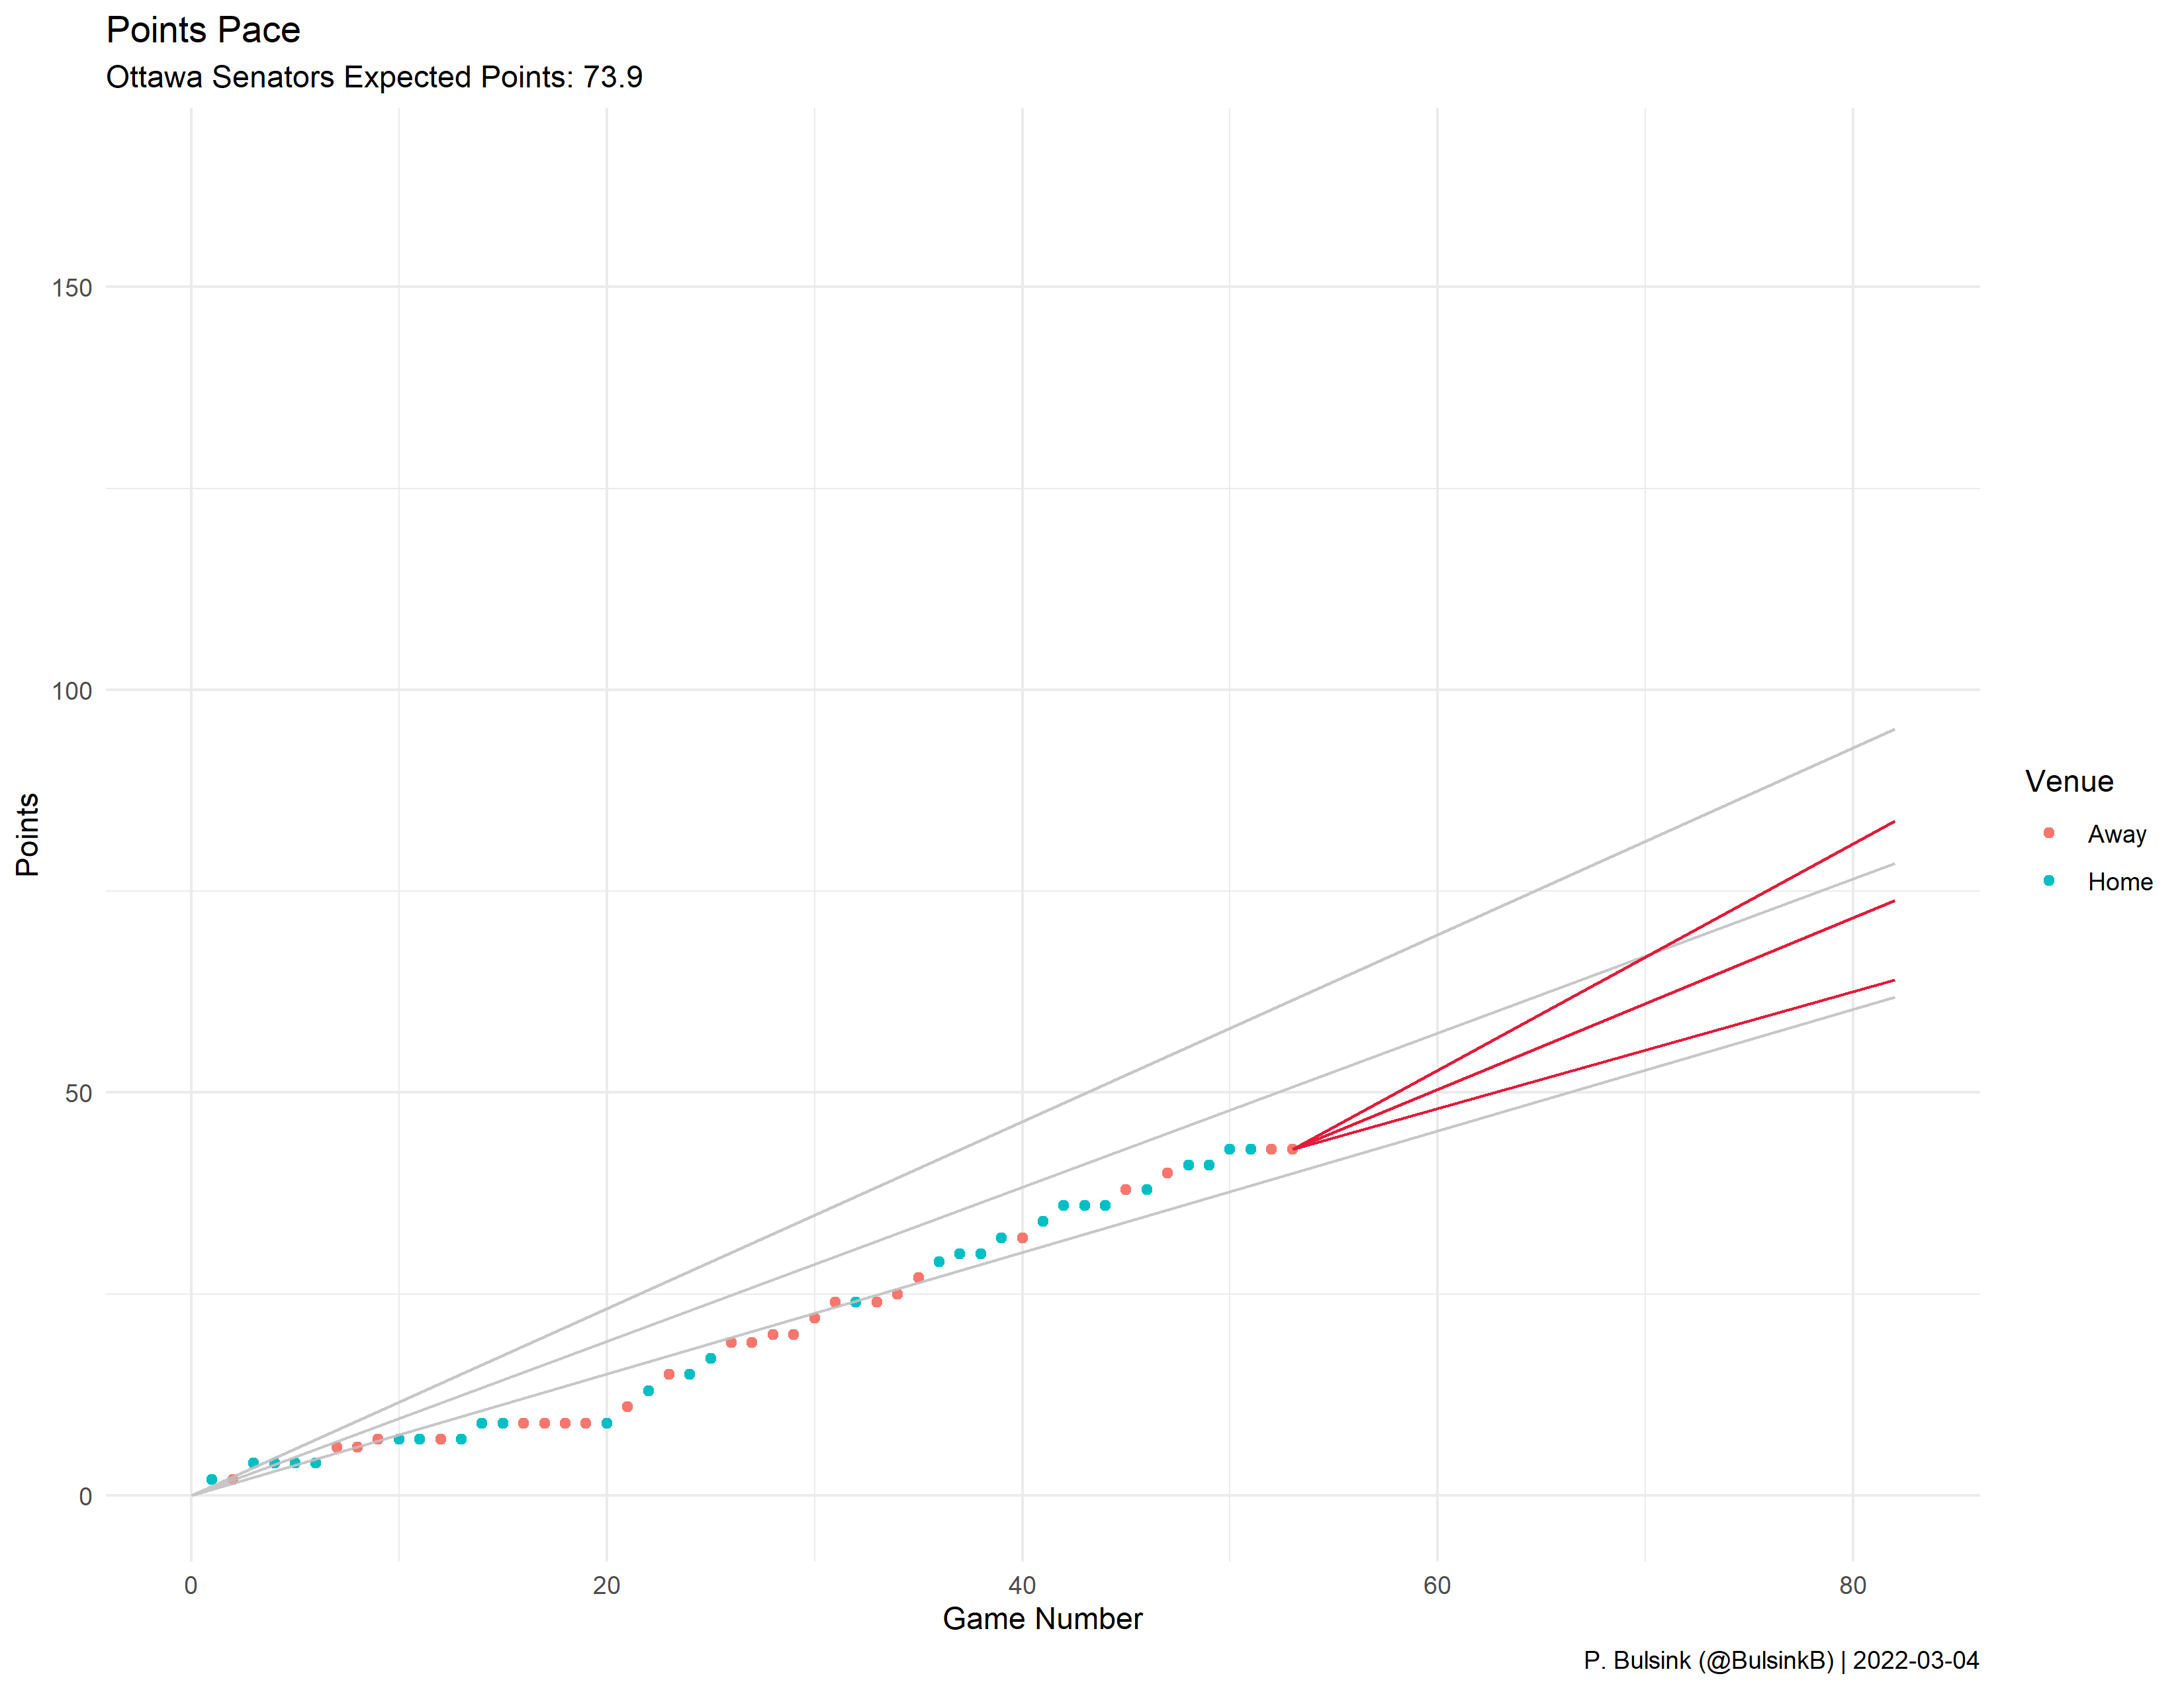 Points Pace
Ottawa Senators Expected Points: 73.9
150
100
50
0
Points
0 20 40 60 80
Game Number
Venue
Away
Home
P. Bulsink (@BulsinkB) | 2022-03-04